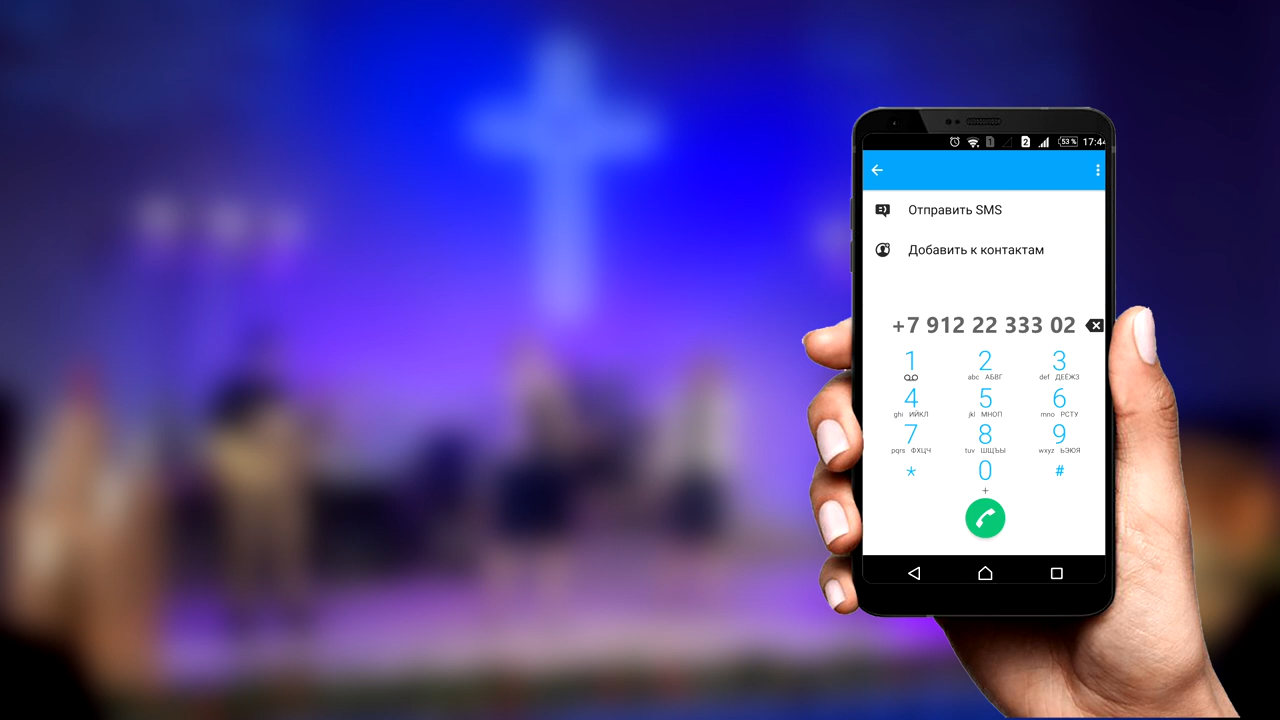 1 2 53 % 17:44
Отправить SMS
Добавить к контактам
+7 912 22 333 02
1 2 3
abc АБВГ def ДЕЁЖЗ
4 5 6
ghi ИЙКЛ jkl МНОП mno РСТУ
7 8 9
pqrs ФХЦЧ tuv ШЩЪЫ wxyz ЬЭЮЯ
* 0 #
+